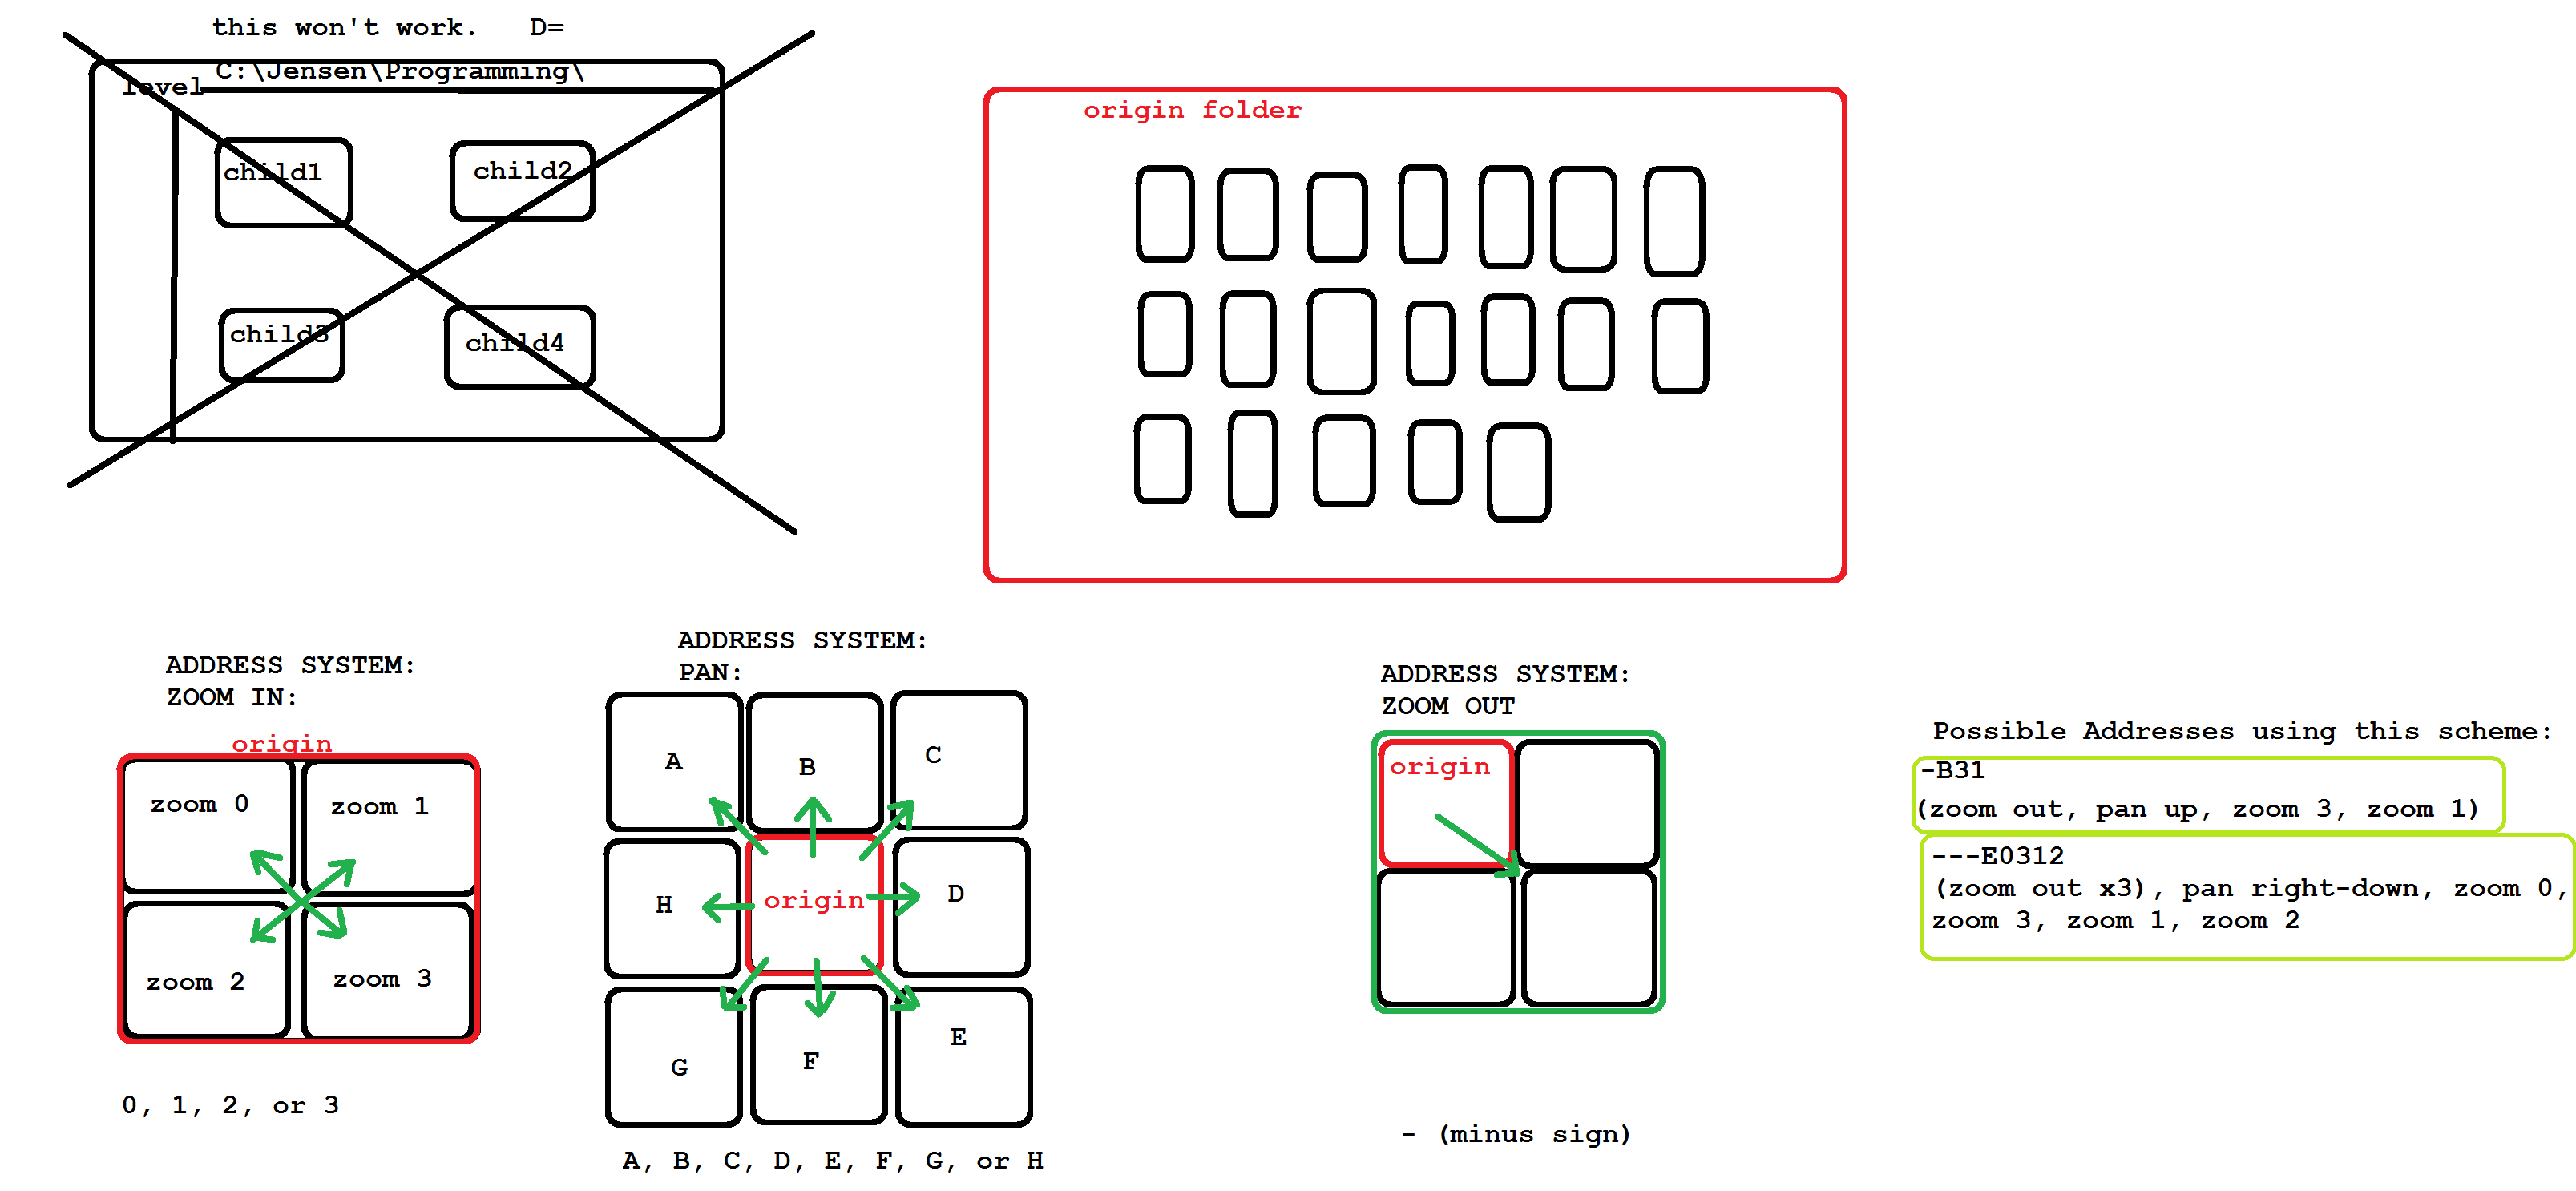 this won't work.   D=
C:\Jensen\Programming\
level
child1
child2
child3
child4
origin folder
ADDRESS SYSTEM:
ZOOM IN:
origin
zoom 0
zoom 1
zoom 2
zoom 3
0, 1, 2, or 3
ADDRESS SYSTEM:
PAN:
A
B
C
H
origin
D
G
F
E
A, B, C, D, E, F, G, or H
ADDRESS SYSTEM:
ZOOM OUT
origin
- (minus sign)
Possible Addresses using this scheme:
-B31
(zoom out, pan up, zoom 3, zoom 1)
---E0312
(zoom out x3), pan right-down, zoom 0,
zoom 3, zoom 1, zoom 2